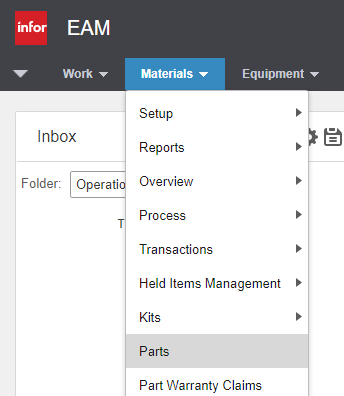 infor EAM
Work Materials Equipment
Setup
Inbox
Reports
Folder: Operatio
Overview
Process
T
Transactions
Held Items Management
Kits
Parts
Part Warranty Claims